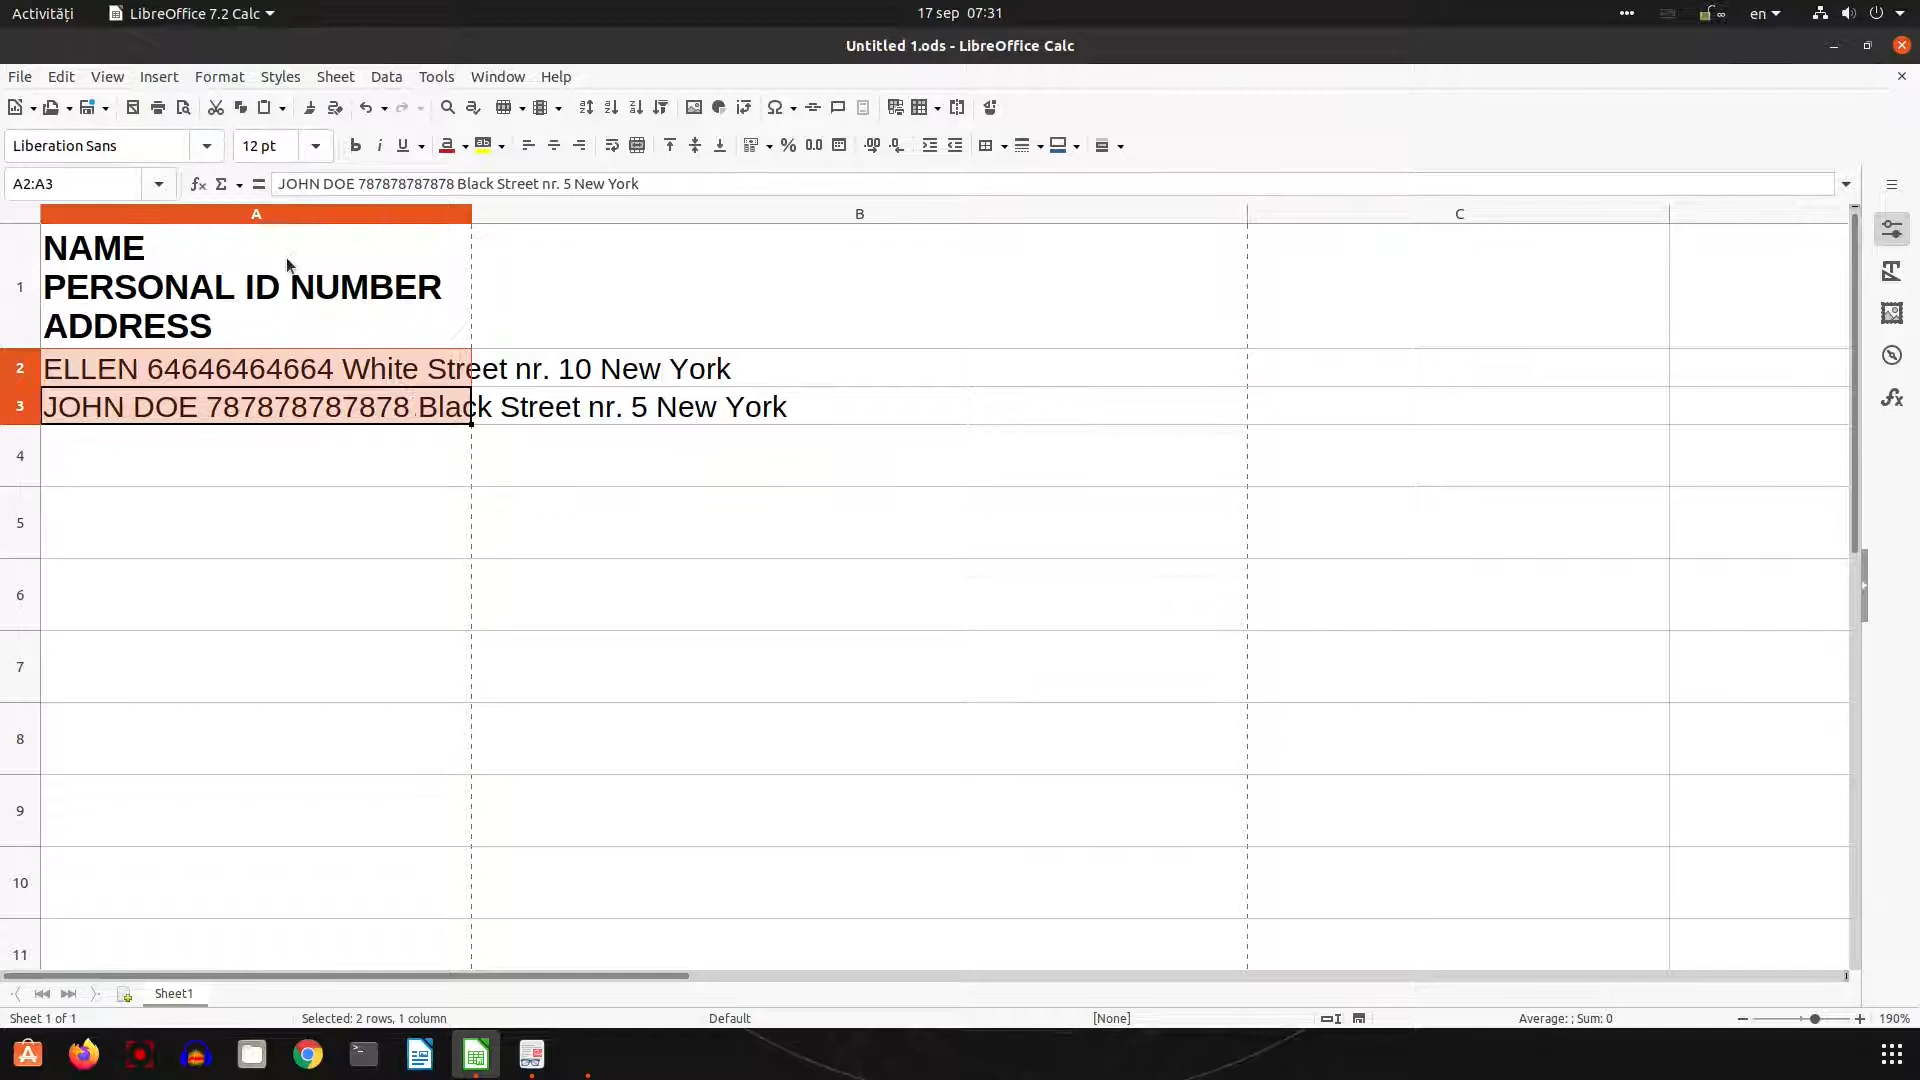 Activități LibreOffice 7.2 Calc 17 sep 07:31 en
Untitled 1.ods - LibreOffice Calc
File Edit View Insert Format Styles Sheet Data Tools Window Help
Liberation Sans 12 pt
A2:A3 JOHN DOE 787878787878 Black Street nr. 5 New York
A B C
NAME
1 PERSONAL ID NUMBER
ADDRESS
2 ELLEN 64646464664 White Street nr. 10 New York
3 JOHN DOE 787878787878 Black Street nr. 5 New York
4
5
6
7
8
9
10
11
Sheet1
Sheet 1 of 1 Selected: 2 rows, 1 column Default [None] Average: ; Sum: 0 190%